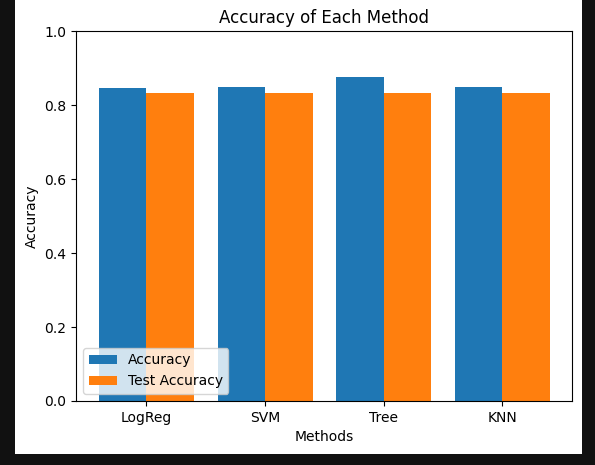 Accuracy of Each Method
1.0
0.8
0.6
0.4
0.2
0.0
Accuracy
Accuracy
Test Accuracy
LogReg SVM Tree KNN
Methods